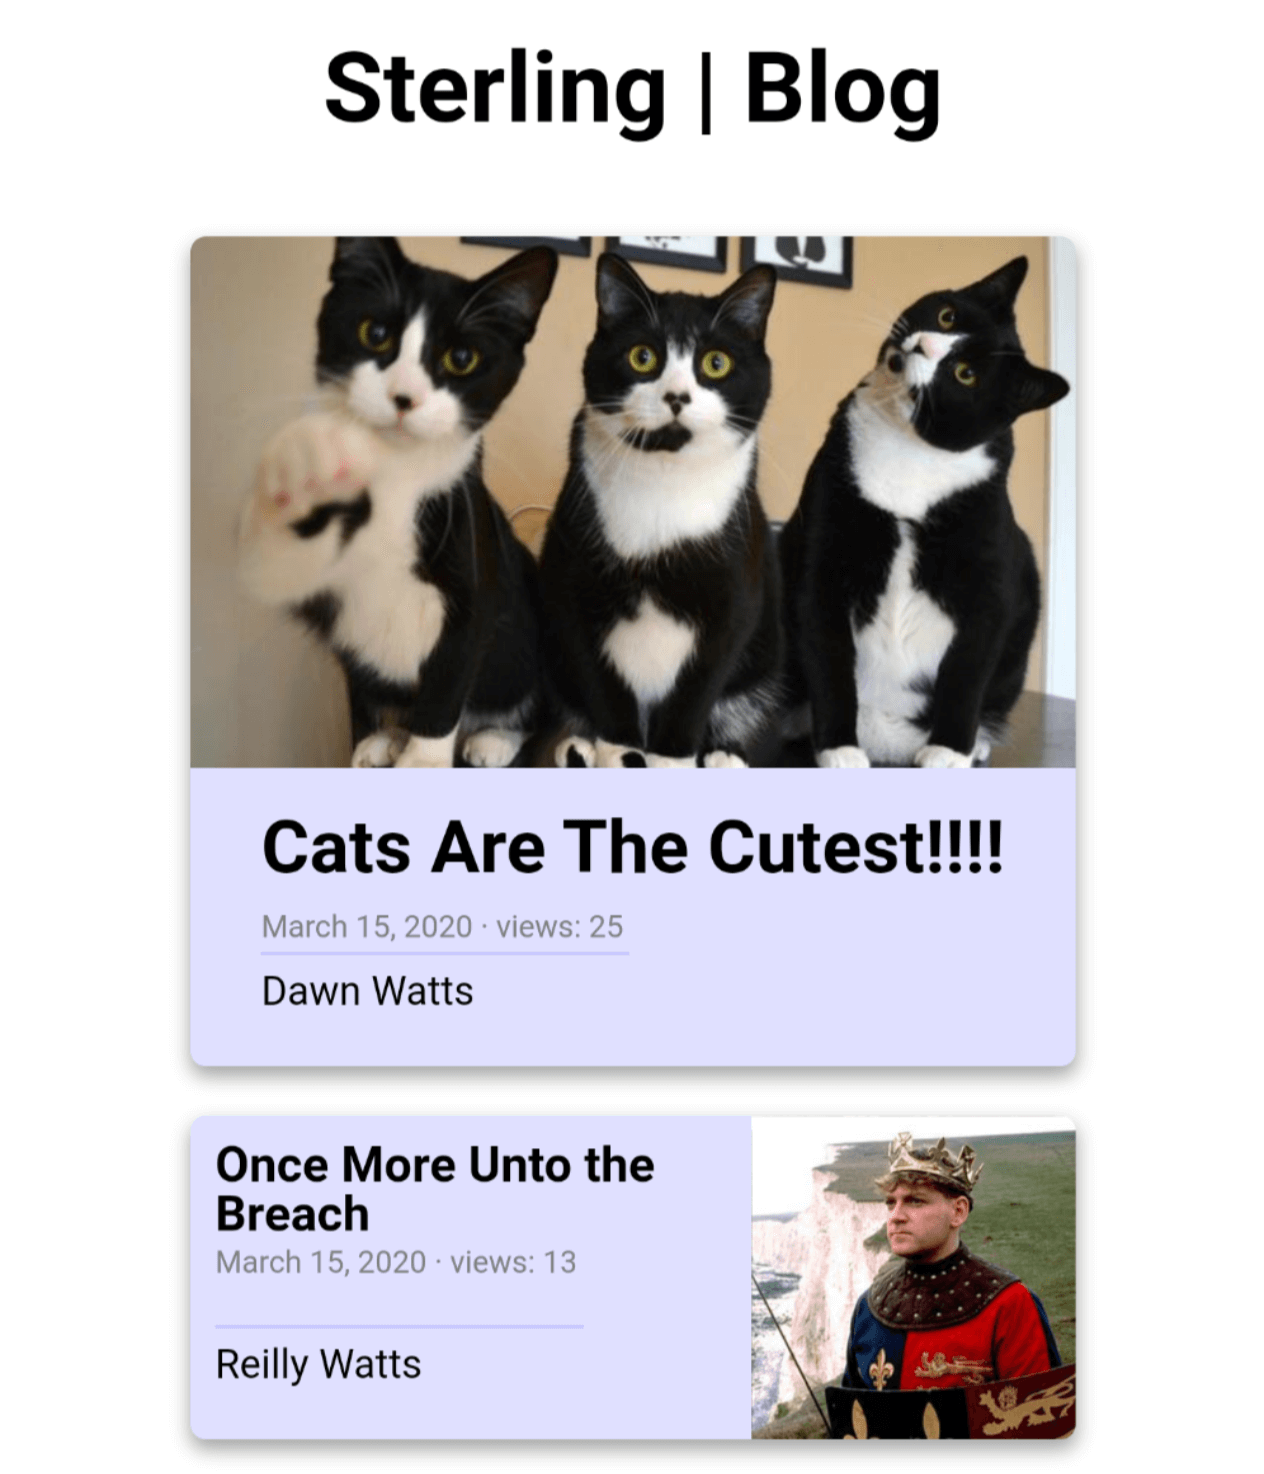 Sterling | Blog
Cats Are The Cutest!!!!
March 15, 2020 · views: 25
Dawn Watts
Once More Unto the
Breach
March 15, 2020 · views: 13
Reilly Watts